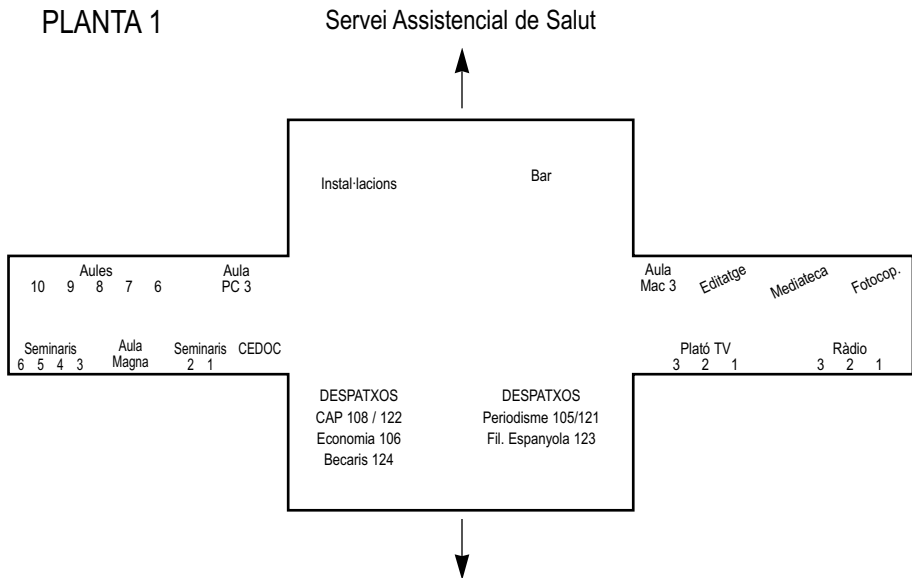 PLANTA 1
Servei Assistencial de Salut
Instal·lacions
Bar
Aules
10 9 8 7 6
Aula
PC 3
Aula
Mac 3
Editatge
Mediateca
Fotocop.
Seminaris
6 5 4 3
Aula
Magna
Seminaris
2 1
CEDOC
Plató TV
3 2 1
Ràdio
3 2 1
DESPATXOS
CAP 108 / 122
Economia 106
Becaris 124
DESPATXOS
Periodisme 105/121
Fil. Espanyola 123